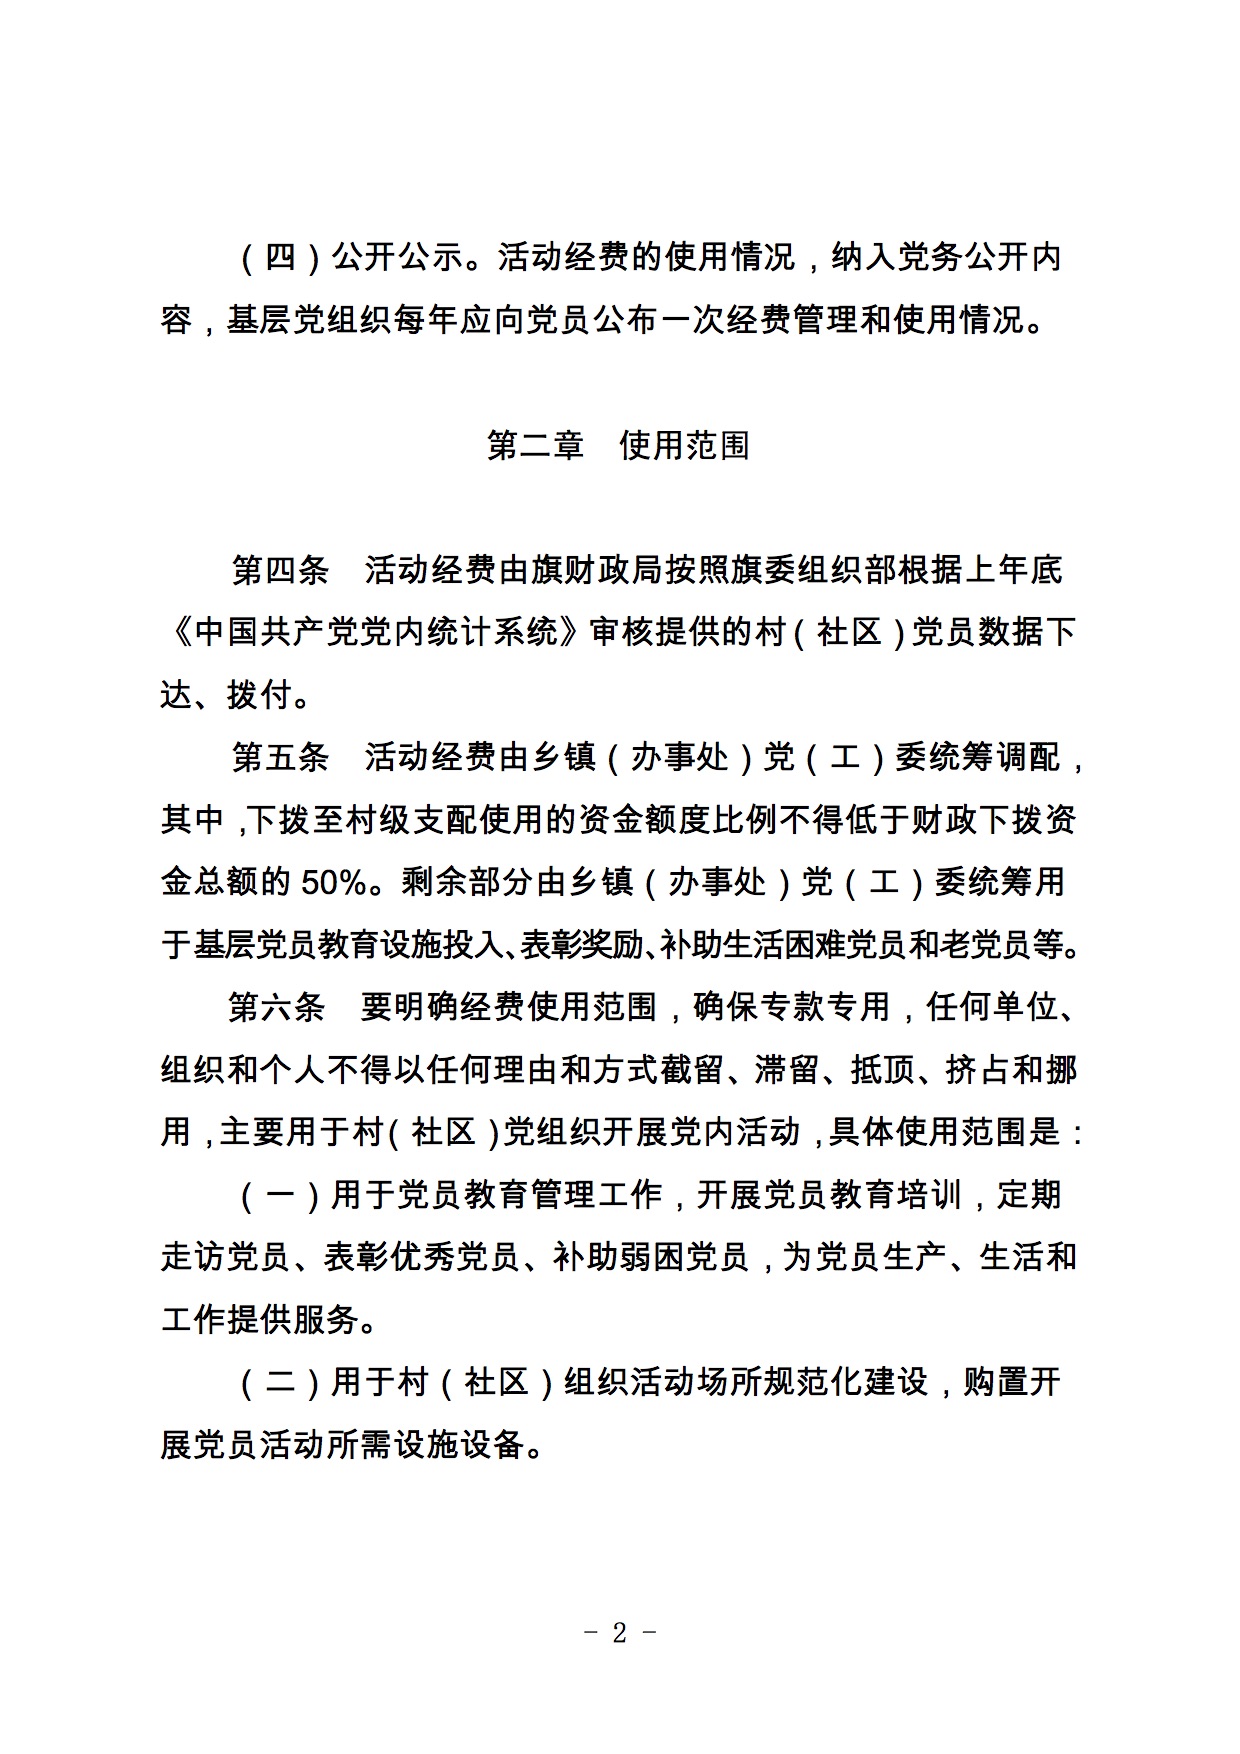 （四）公开公示。活动经费的使用情况，纳入党务公开内
容，基层党组织每年应向党员公布一次经费管理和使用情况。
第二章　使用范围
第四条　活动经费由旗财政局按照旗委组织部根据上年底
《中国共产党党内统计系统》审核提供的村（社区）党员数据下
达、拨付。
第五条　活动经费由乡镇（办事处）党（工）委统筹调配，
其中，下拨至村级支配使用的资金额度比例不得低于财政下拨资
金总额的 50%。剩余部分由乡镇（办事处）党（工）委统筹用
于基层党员教育设施投入、表彰奖励、补助生活困难党员和老党员等。
第六条　要明确经费使用范围，确保专款专用，任何单位、
组织和个人不得以任何理由和方式截留、滞留、抵顶、挤占和挪
用，主要用于村（社区）党组织开展党内活动，具体使用范围是：
（一）用于党员教育管理工作，开展党员教育培训，定期
走访党员、表彰优秀党员、补助弱困党员，为党员生产、生活和
工作提供服务。
（二）用于村（社区）组织活动场所规范化建设，购置开
展党员活动所需设施设备。
- 2 -